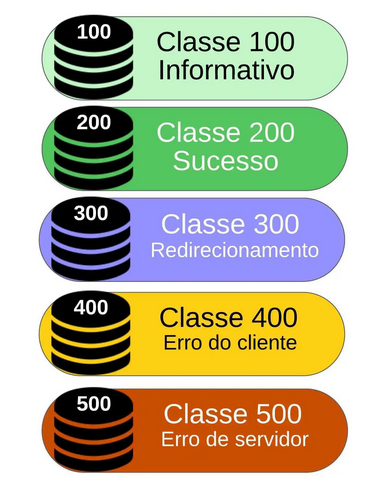 100
Classe 100
Informativo
200
Classe 200
Sucesso
300
Classe 300
Redirecionamento
400
Classe 400
Erro do cliente
500
Classe 500
Erro de servidor